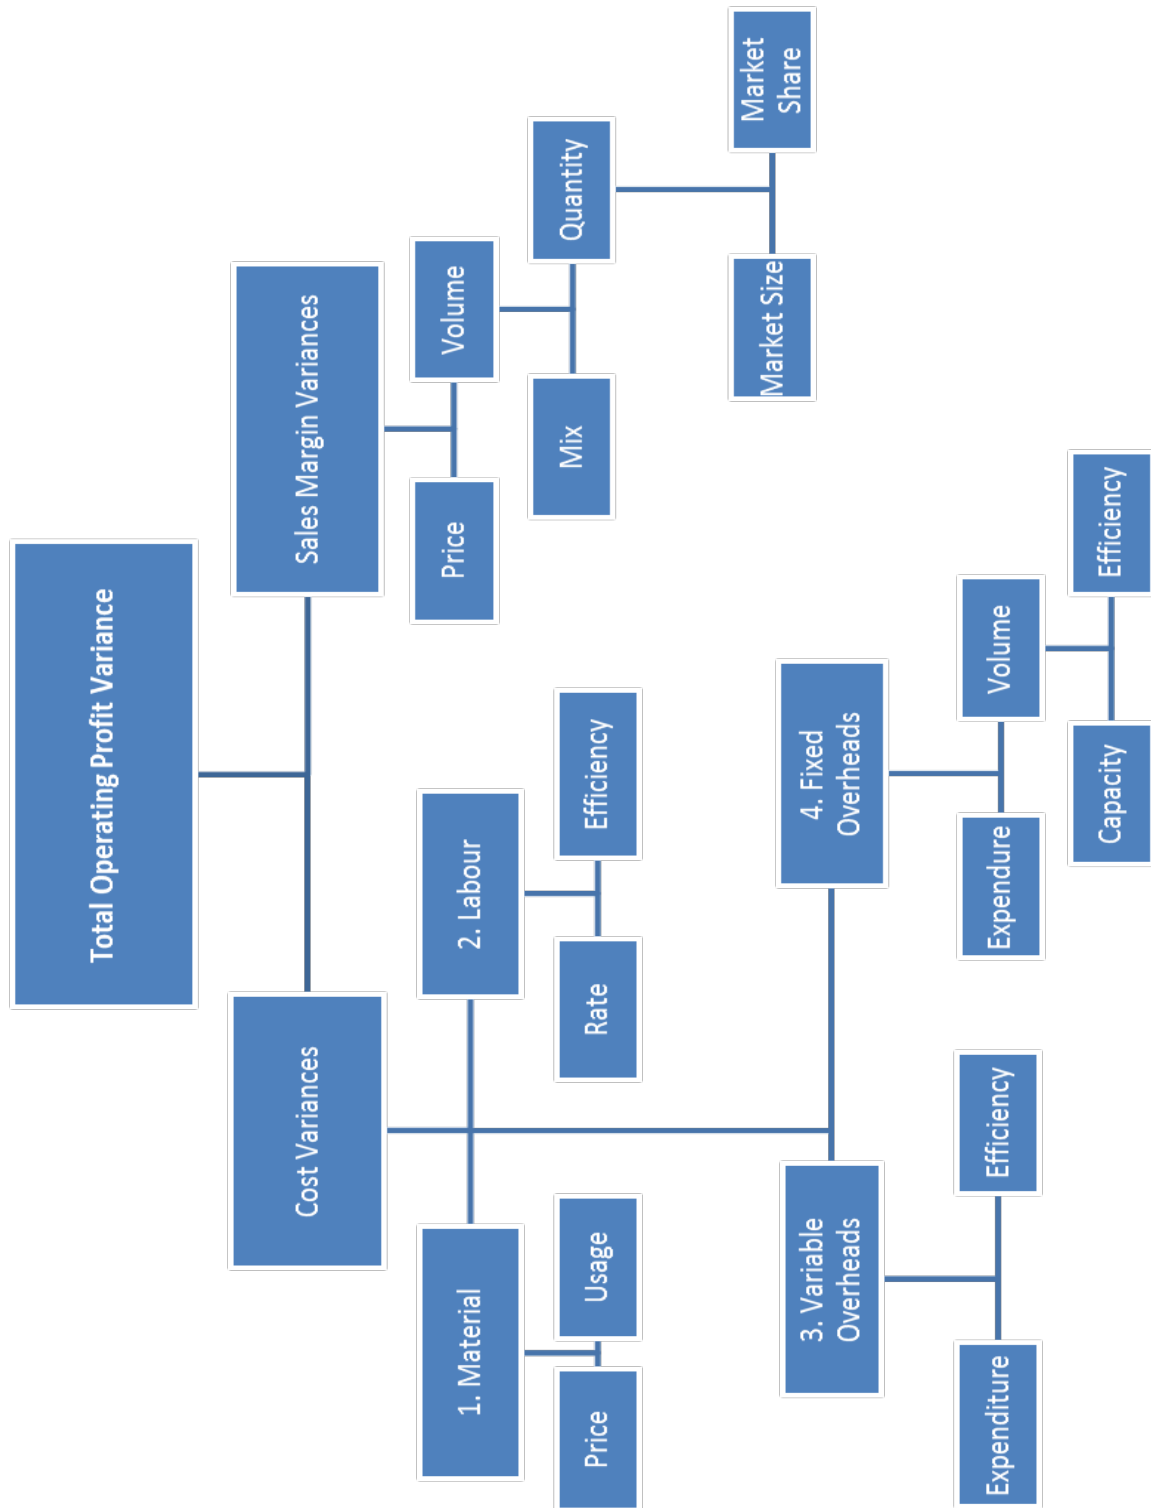 Total Operating Profit Variance
Cost Variances
Sales Margin Variances
1. Material
2. Labour
Price
Volume
Price
Usage
Rate
Efficiency
Mix
Quantity
3. Variable
Overheads
4. Fixed
Overheads
Market Size
Market
Share
Expenditure
Efficiency
Expendure
Volume
Capacity
Efficiency